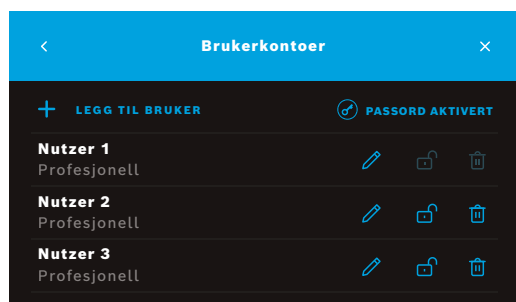 Brukerkontoer
LEGG TIL BRUKER PASSORD AKTIVERT
Nutzer 1
Profesjonell
Nutzer 2
Profesjonell
Nutzer 3
Profesjonell